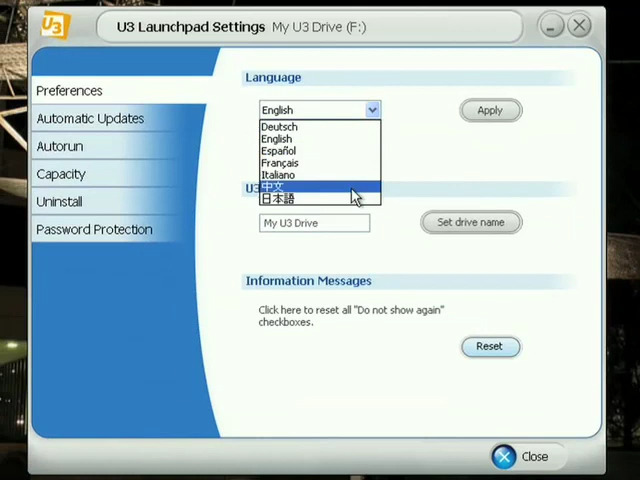 U3
U3 Launchpad Settings My U3 Drive (F:)
Preferences
Automatic Updates
Autorun
Capacity
Uninstall
Password Protection
Language
English
Apply
Deutsch
English
Español
Français
Italiano
中文
日本語
U3
My U3 Drive
Set drive name
Information Messages
Click here to reset all "Do not show again"
checkboxes.
Reset
Close